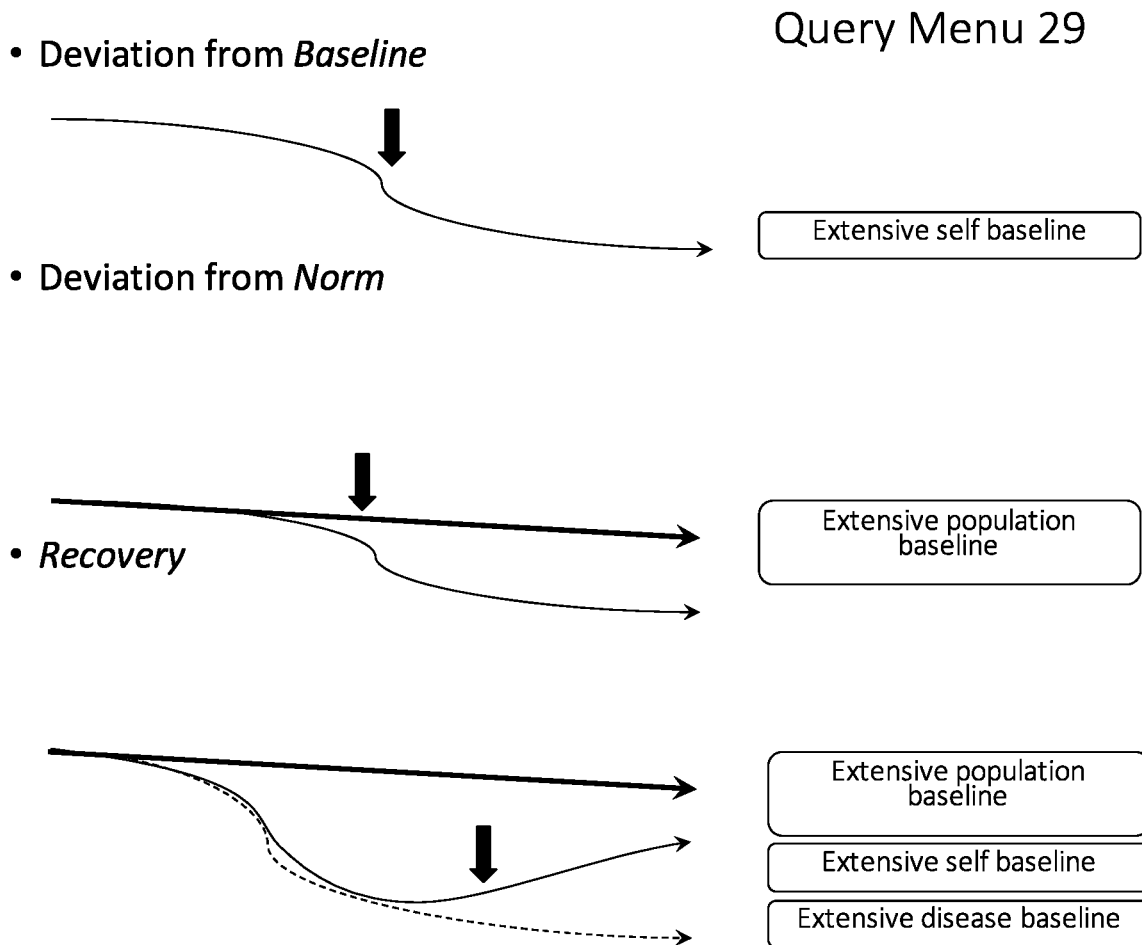 Query Menu 29
• Deviation from Baseline
Extensive self baseline
• Deviation from Norm
Extensive population
baseline
• Recovery
Extensive population
baseline
Extensive self baseline
Extensive disease baseline